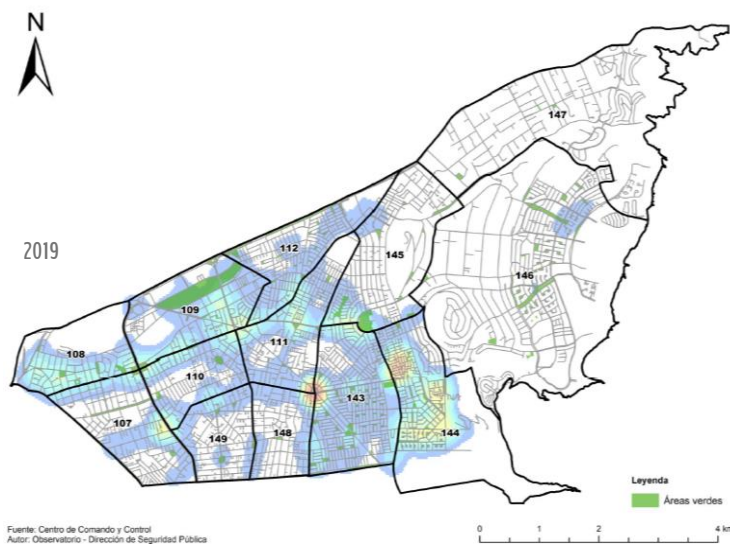 N
147
2019
112
145
146
109
108
111
110
107
143
149
148
144
Leyenda
Áreas verdes
Fuente: Centro de Comando y Control
Autor: Observatorio - Dirección de Seguridad Pública
0 1 2 4 km